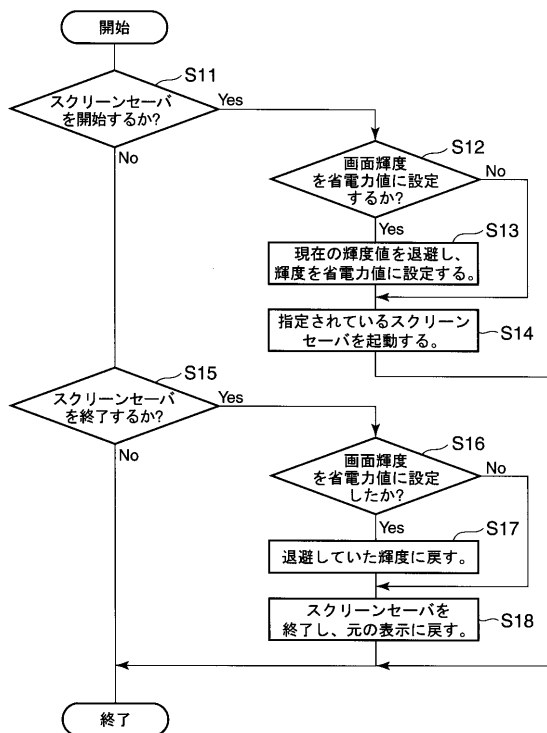 開始
S11
スクリーンセーバ
を開始するか?
Yes
No
S12
画面輝度
を省電力値に設定
するか?
No
Yes
S13
現在の輝度値を退避し、
輝度を省電力値に設定する。
指定されているスクリーン
セーバを起動する。
S14
S15
スクリーンセーバ
を終了するか?
Yes
No
S16
画面輝度
を省電力値に設定
したか?
No
Yes
S17
退避していた輝度に戻す。
スクリーンセーバを
終了し、元の表示に戻す。
S18
終了